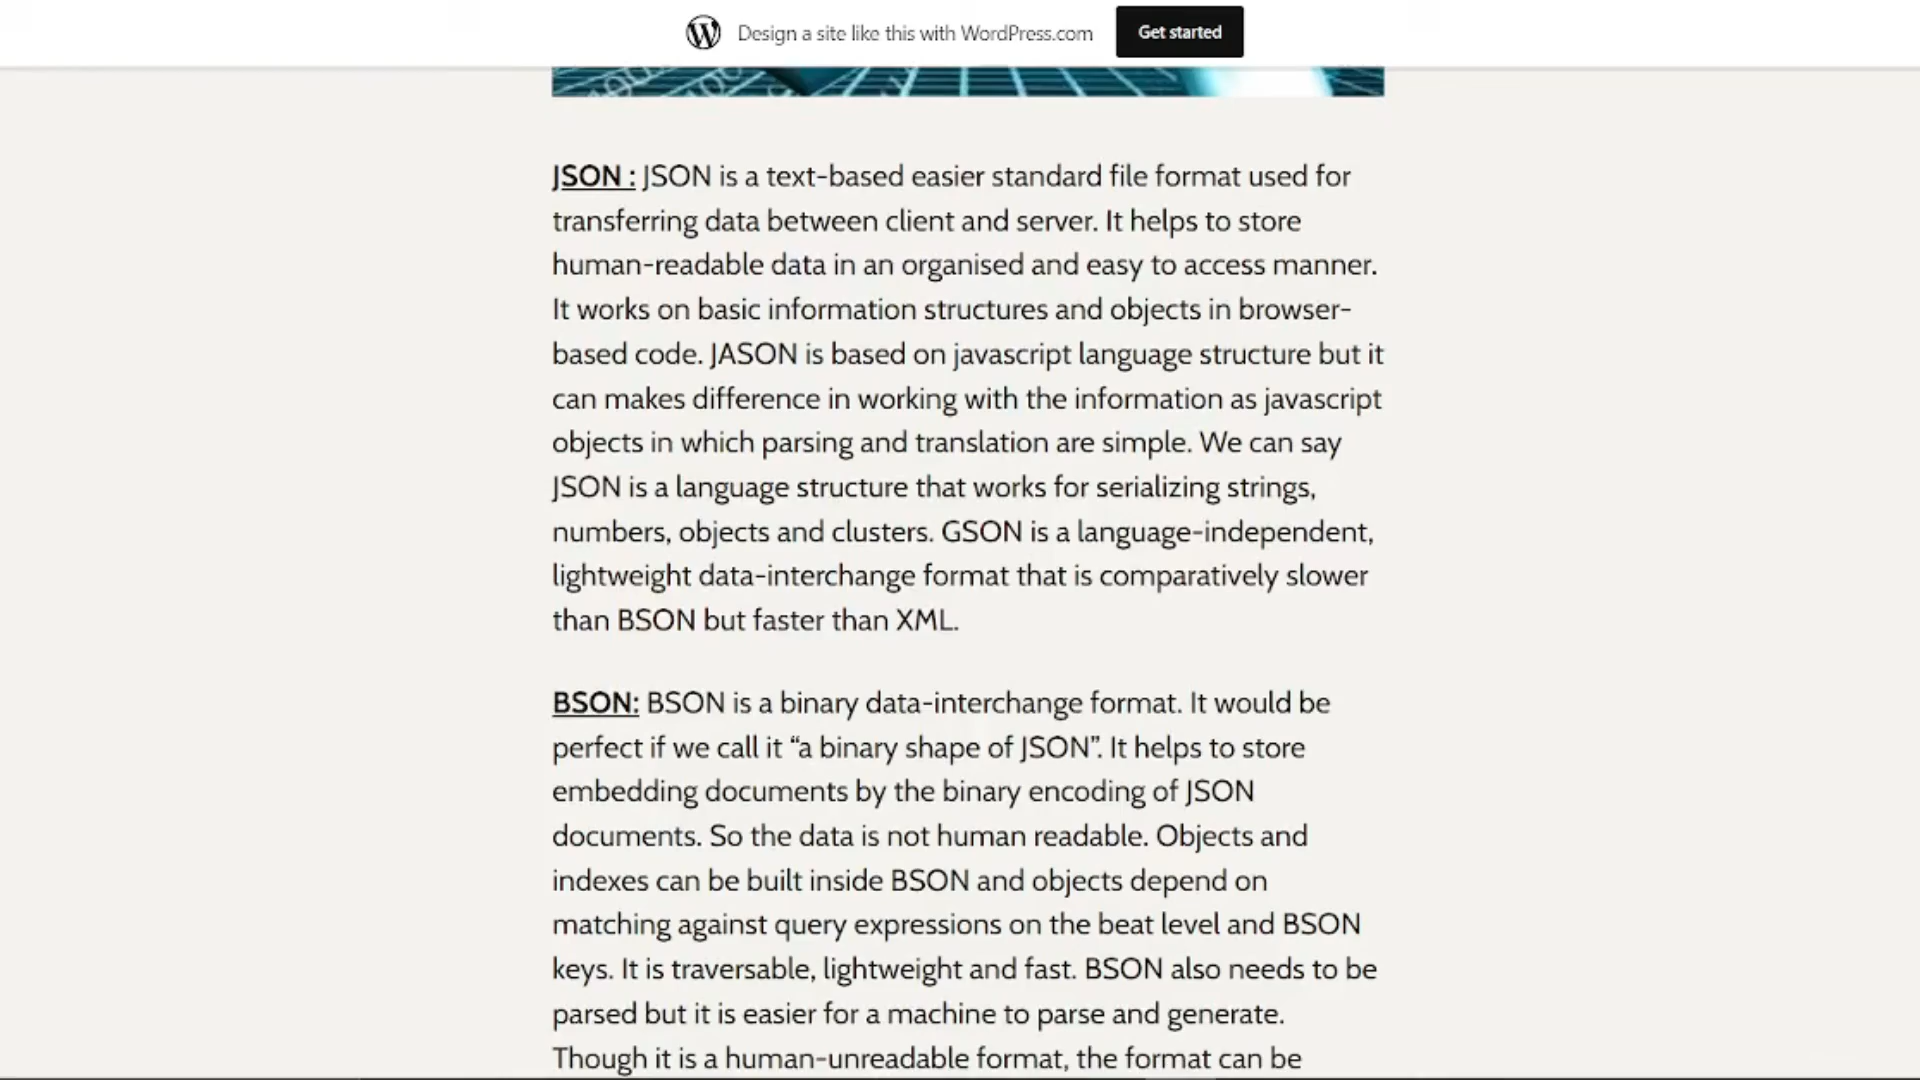 Design a site like this with WordPress.com
Get started
JSON : JSON is a text-based easier standard file format used for
transferring data between client and server. It helps to store
human-readable data in an organised and easy to access manner.
It works on basic information structures and objects in browser-
based code. JASON is based on javascript language structure but it
can makes difference in working with the information as javascript
objects in which parsing and translation are simple. We can say
JSON is a language structure that works for serializing strings,
numbers, objects and clusters. GSON is a language-independent,
lightweight data-interchange format that is comparatively slower
than BSON but faster than XML.
BSON: BSON is a binary data-interchange format. It would be
perfect if we call it “a binary shape of JSON”. It helps to store
embedding documents by the binary encoding of JSON
documents. So the data is not human readable. Objects and
indexes can be built inside BSON and objects depend on
matching against query expressions on the beat level and BSON
keys. It is traversable, lightweight and fast. BSON also needs to be
parsed but it is easier for a machine to parse and generate.
Though it is a human-unreadable format, the format can be